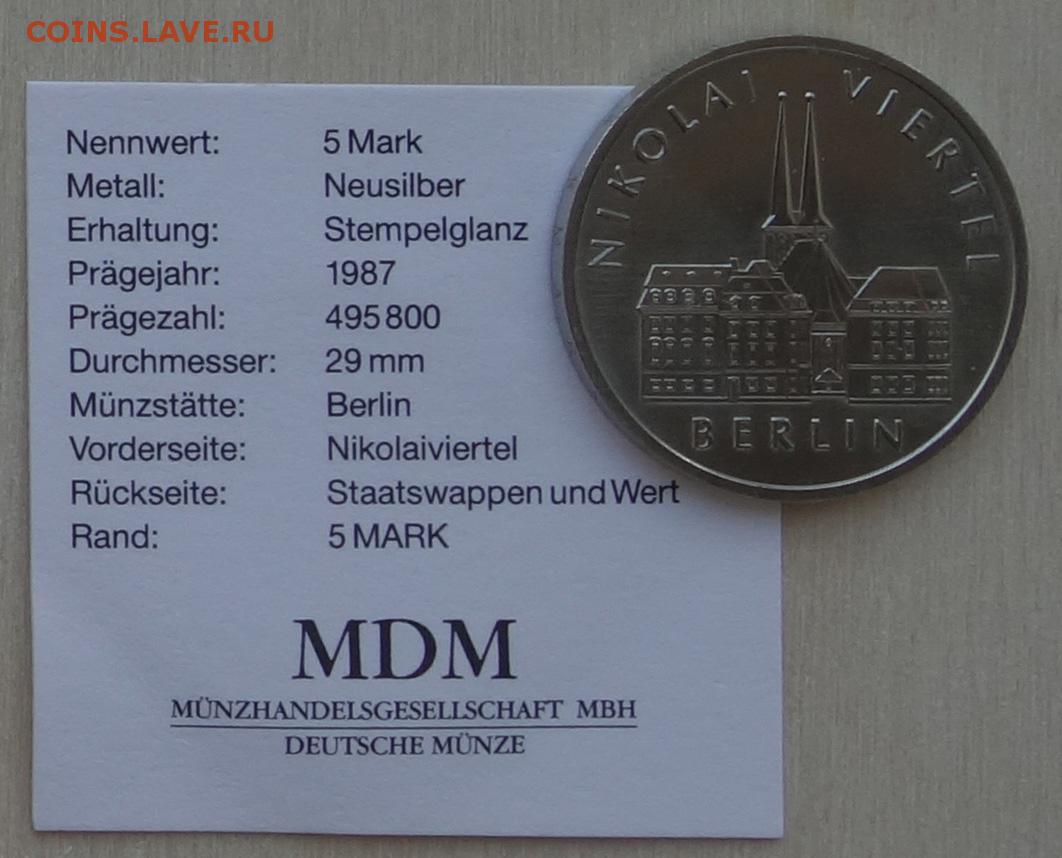 COINS.LAVE.RU
Nennwert: 5 Mark
Metall: Neusilber
Erhaltung: Stempelglanz
Prägejahr: 1987
Prägezahl: 495 800
Durchmesser: 29 mm
Münzstätte: Berlin
Vorderseite: Nikolaiviertel
Rückseite: Staatswappen und Wert
Rand: 5 MARK
MDM
MÜNZHANDELSGESELLSCHAFT MBH
DEUTSCHE MÜNZE
NIKOLAI VIERTEL
BERLIN